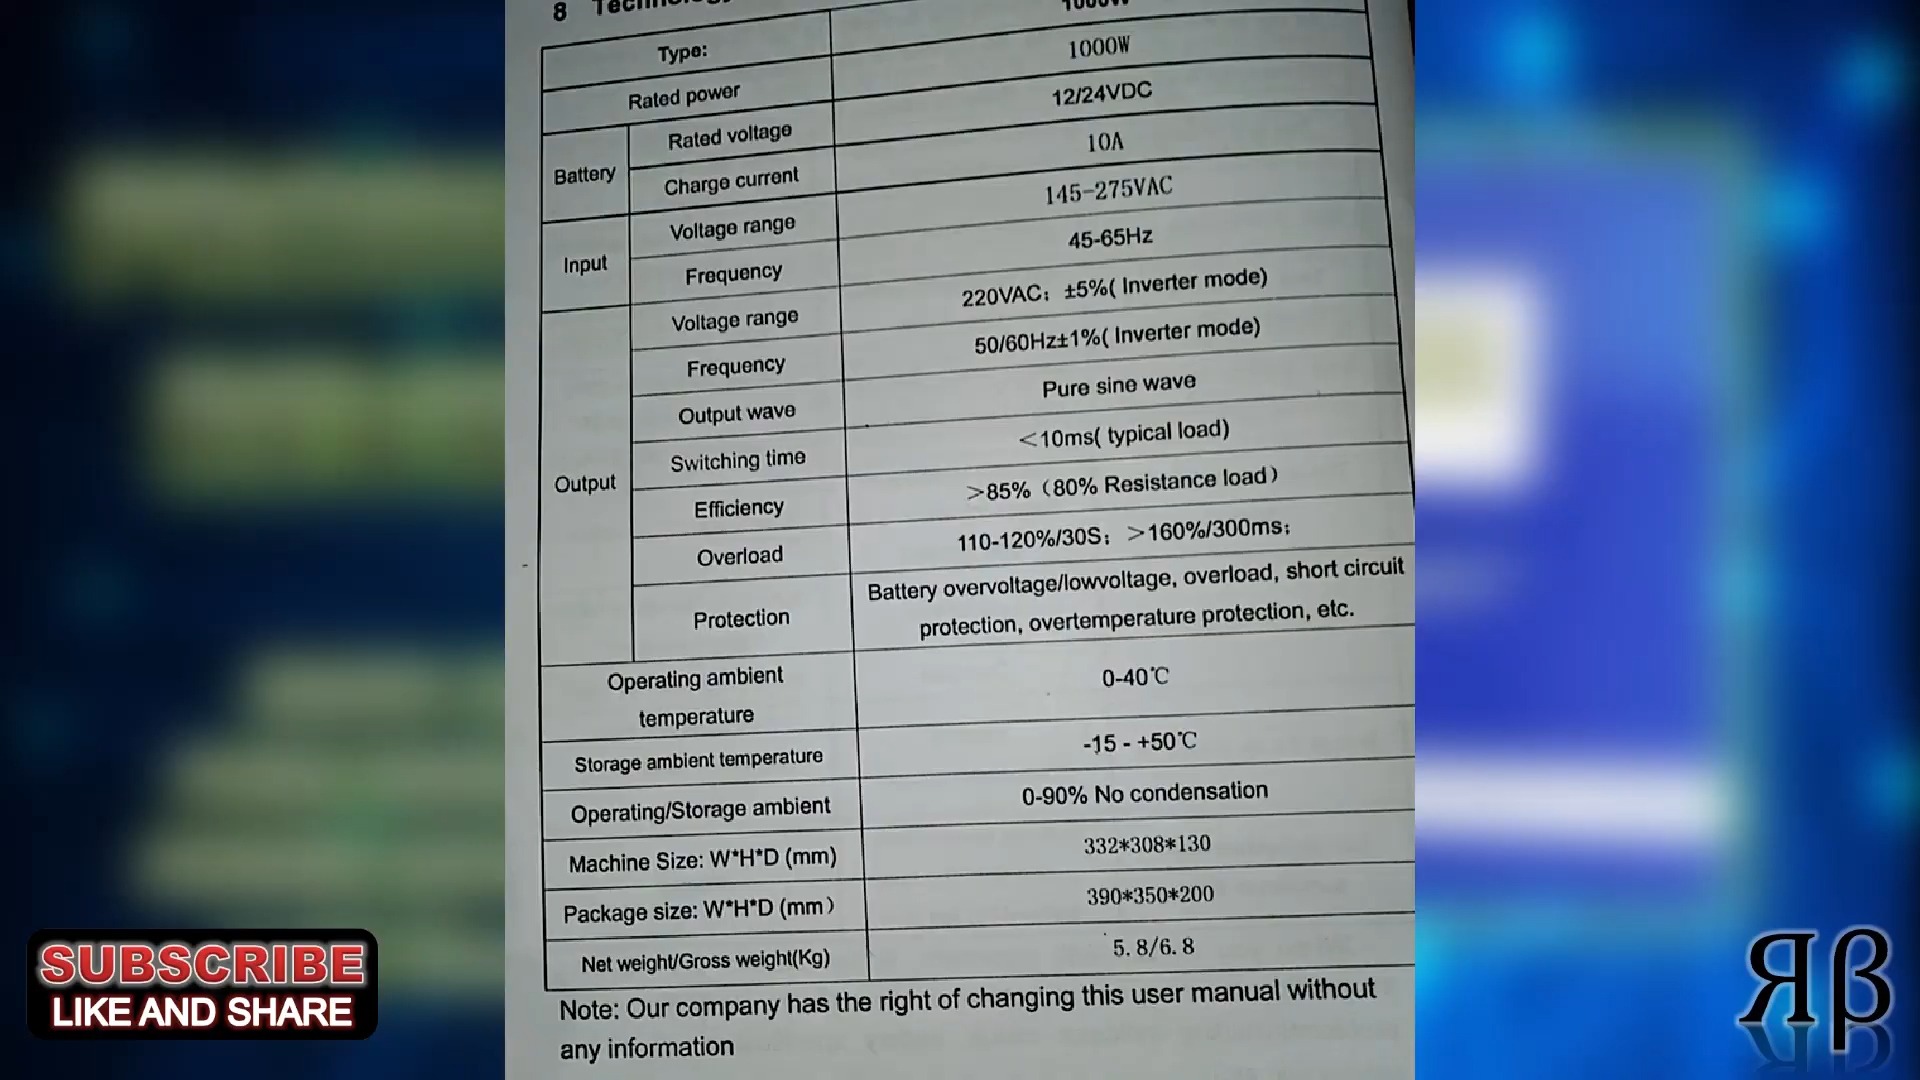 8
Type: 1000W
Rated power 1000W
Battery Rated voltage 12/24VDC
Charge current 10A
Input Voltage range 145-275VAC
Frequency 45-65Hz
Output Voltage range 220VAC; ±5%( Inverter mode)
Frequency 50/60Hz±1%( Inverter mode)
Output wave Pure sine wave
Switching time <10ms( typical load)
Efficiency >85% (80% Resistance load)
Overload 110-120%/30S; >160%/300ms;
Protection Battery overvoltage/lowvoltage, overload, short circuit
protection, overtemperature protection, etc.
Operating ambient
temperature 0-40℃
Storage ambient temperature -15 - +50℃
Operating/Storage ambient 0-90% No condensation
Machine Size: W*H*D (mm) 332*308*130
Package size: W*H*D (mm) 390*350*200
Net weight/Gross weight(Kg) 5.8/6.8
Note: Our company has the right of changing this user manual without
any information
SUBSCRIBE
LIKE AND SHARE
Яβ